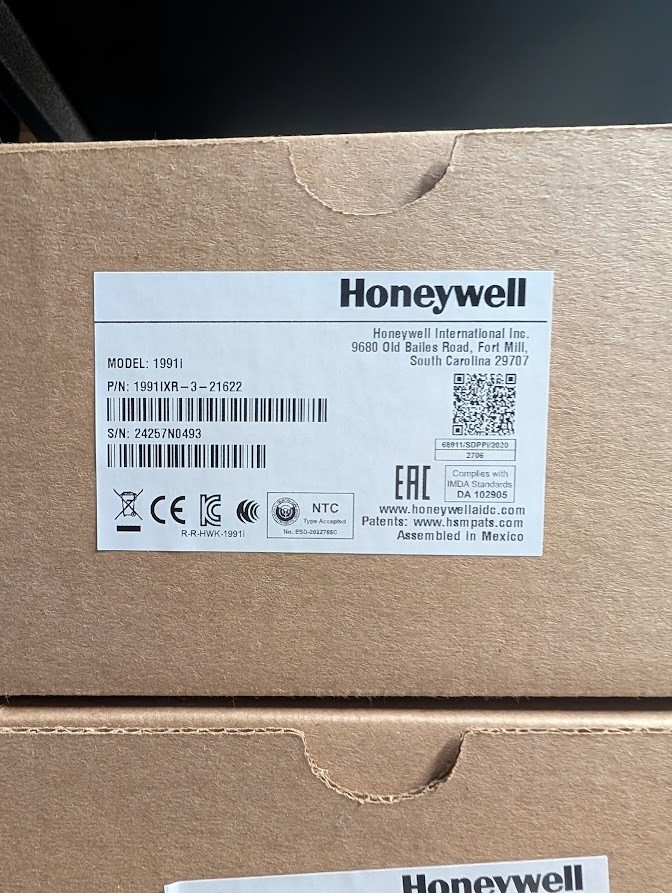 Honeywell
Honeywell International Inc.
9680 Old Bailes Road, Fort Mill,
South Carolina 29707
MODEL: 1991i
P/N: 1991IXR-3-21622
S/N: 24257N0493
68911/SDPPI/2020
2706
EAC
Complies with
IMDA Standards
DA 102905
CE
NTC
Type Accepted
R-R-HWK-1991i
www.honeywellaidc.com
Patents: www.hsmpats.com
Assembled in Mexico
Honeywell